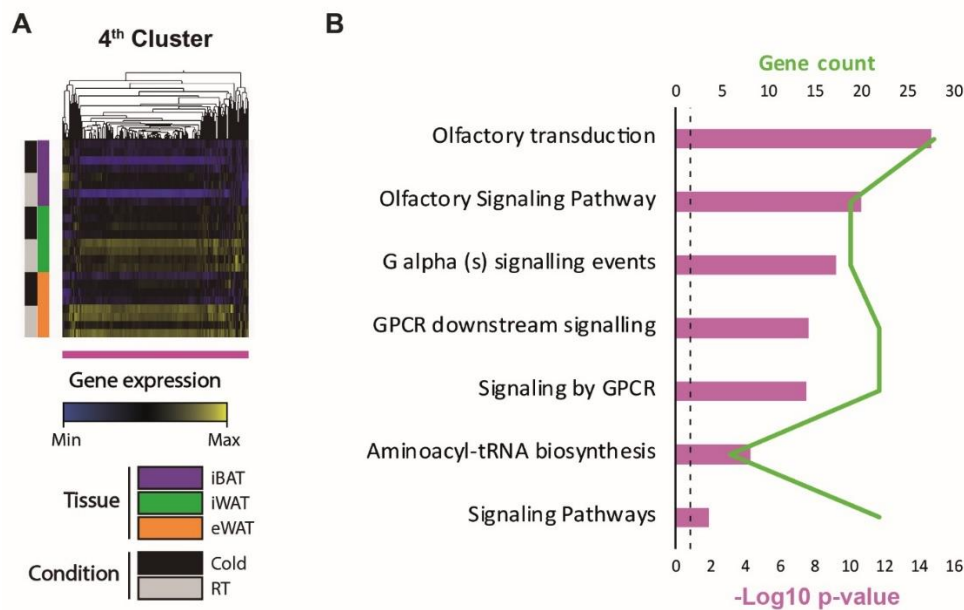 A
4th Cluster
Gene expression
Min
Max
Tissue
iBAT
iWAT
eWAT
Condition
Cold
RT
B
Gene count
0 5 10 15 20 25 30
Olfactory transduction
Olfactory Signaling Pathway
G alpha (s) signalling events
GPCR downstream signalling
Signaling by GPCR
Aminoacyl-tRNA biosynthesis
Signaling Pathways
0 2 4 6 8 10 12 14 16
-Log10 p-value